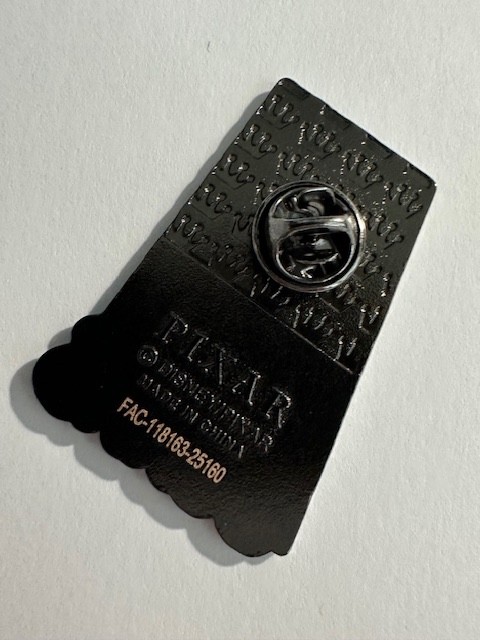 PIXAR
© DISNEY/PIXAR
MADE IN CHINA
FAC-118163-25160